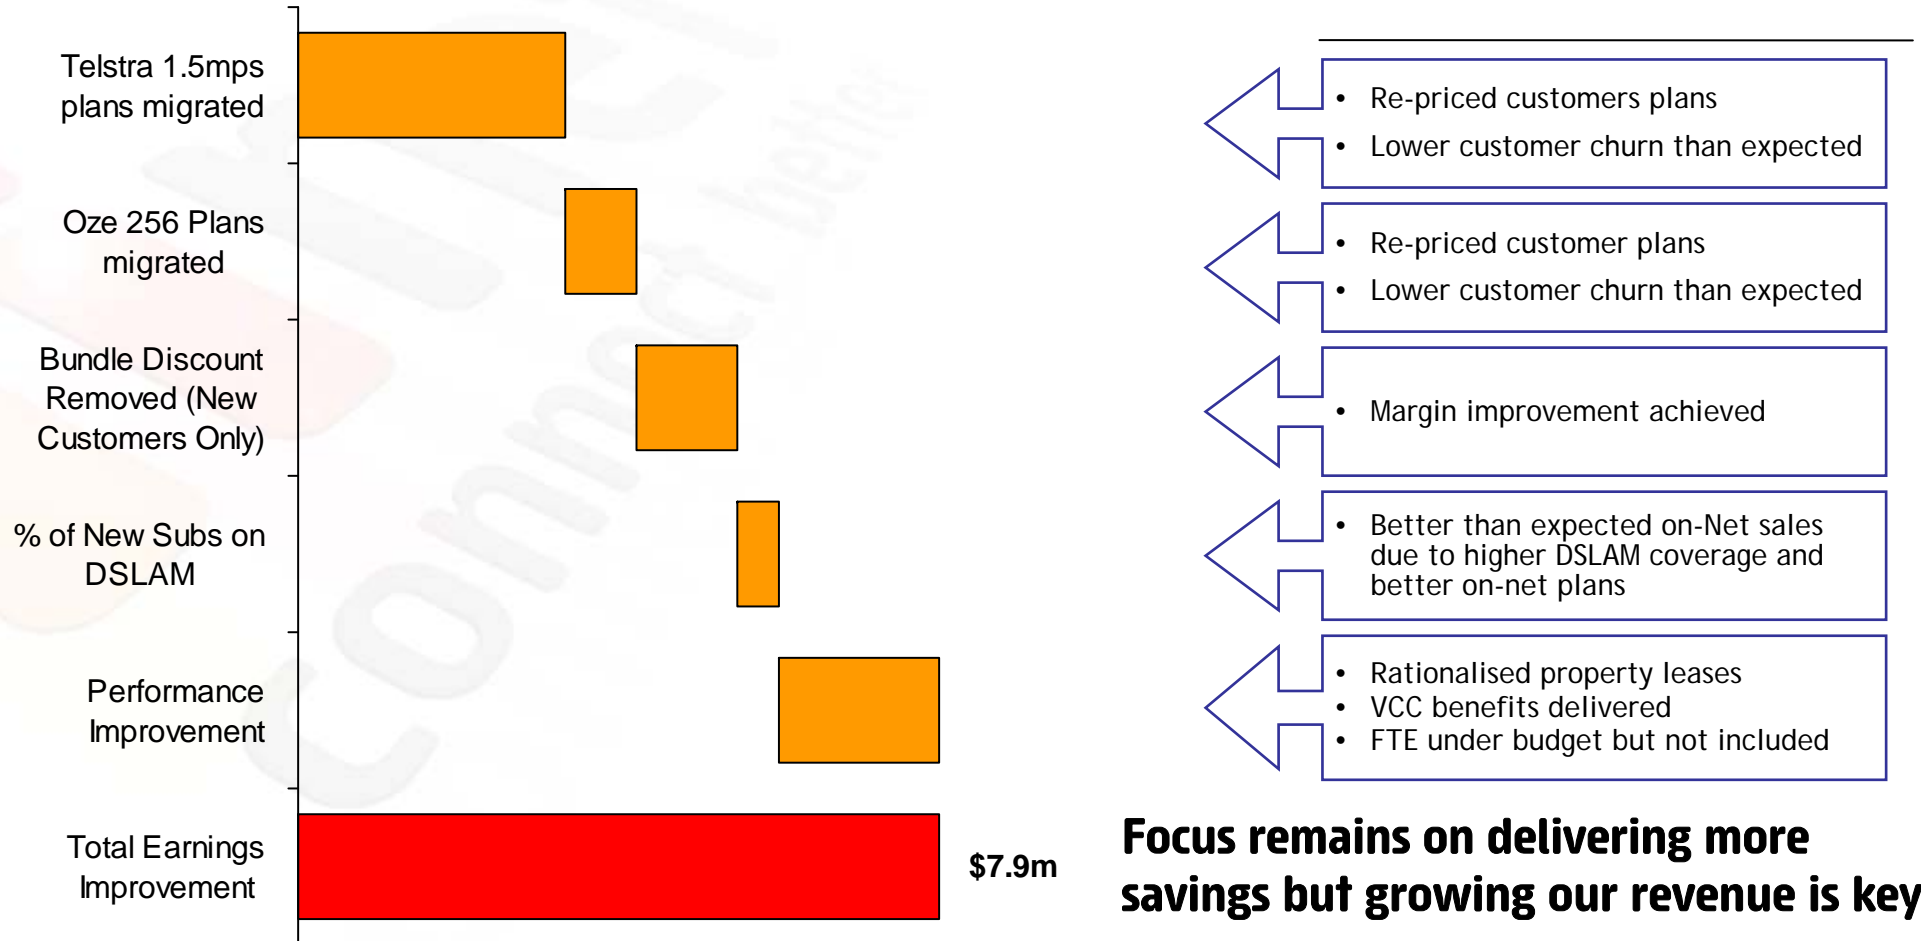 Telstra 1.5mps
plans migrated
• Re-priced customers plans
• Lower customer churn than expected
Oze 256 Plans
migrated
• Re-priced customer plans
• Lower customer churn than expected
Bundle Discount
Removed (New
Customers Only)
• Margin improvement achieved
% of New Subs on
DSLAM
• Better than expected on-Net sales
due to higher DSLAM coverage and
better on-net plans
Performance
Improvement
• Rationalised property leases
• VCC benefits delivered
• FTE under budget but not included
Total Earnings
Improvement
$7.9m
Focus remains on delivering more
savings but growing our revenue is key
connect better